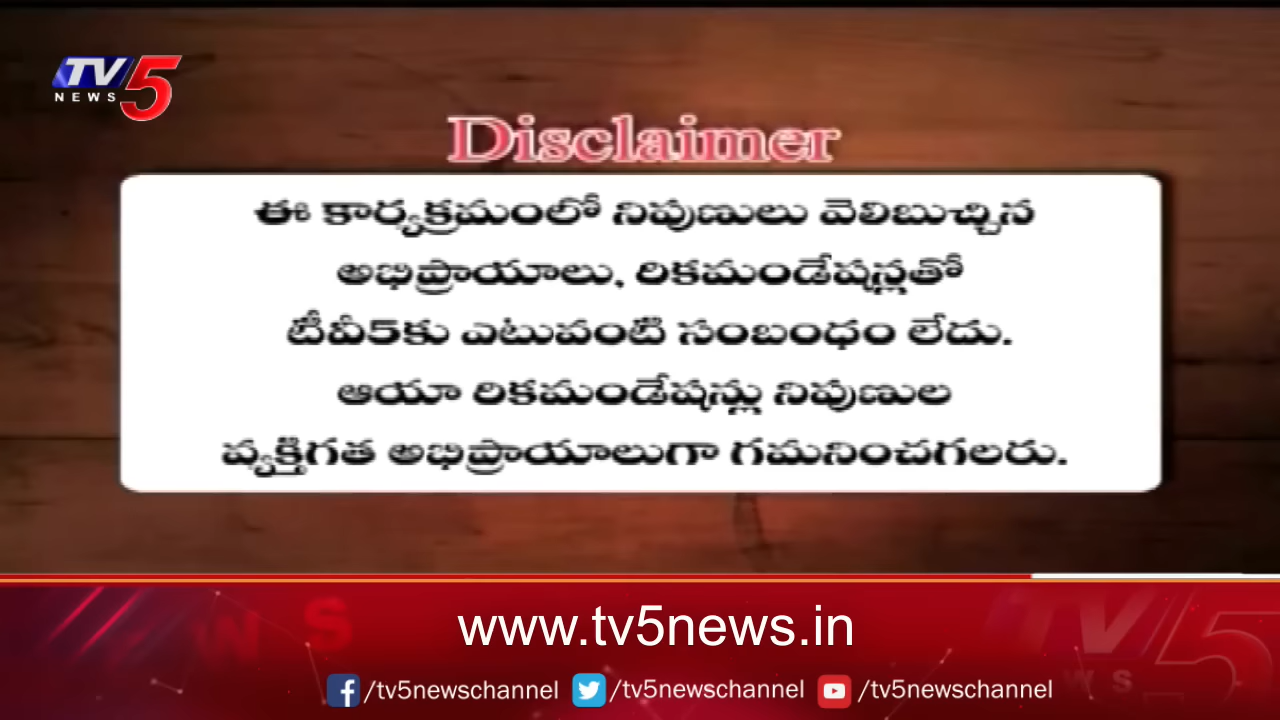 TV5
NEWS
Disclaimer
ఈ కార్యక్రమంలో నిపుణులు వెలిబుచ్చిన
అభిప్రాయాలు, రికమండేషన్లతో
టీవీ5కు ఎటువంటి సంబంధం లేదు.
ఆయా రికమండేషన్లు నిపుణుల
వ్యక్తిగత అభిప్రాయాలుగా గమనించగలరు.
www.tv5news.in
/tv5newschannel /tv5newschannel /tv5newschannel